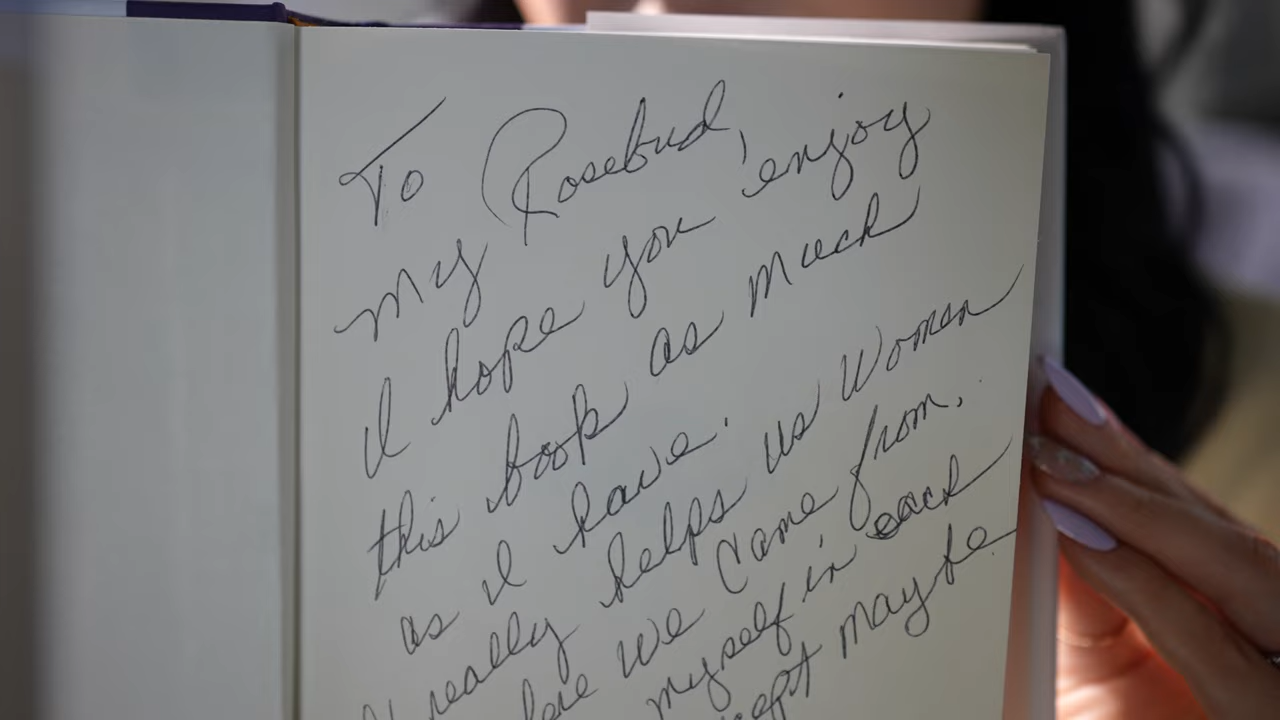 To
My Rosebud,
I hope you enjoy
this book as much
as I have.
really helps us Women
we came from.
myself in each
maybe